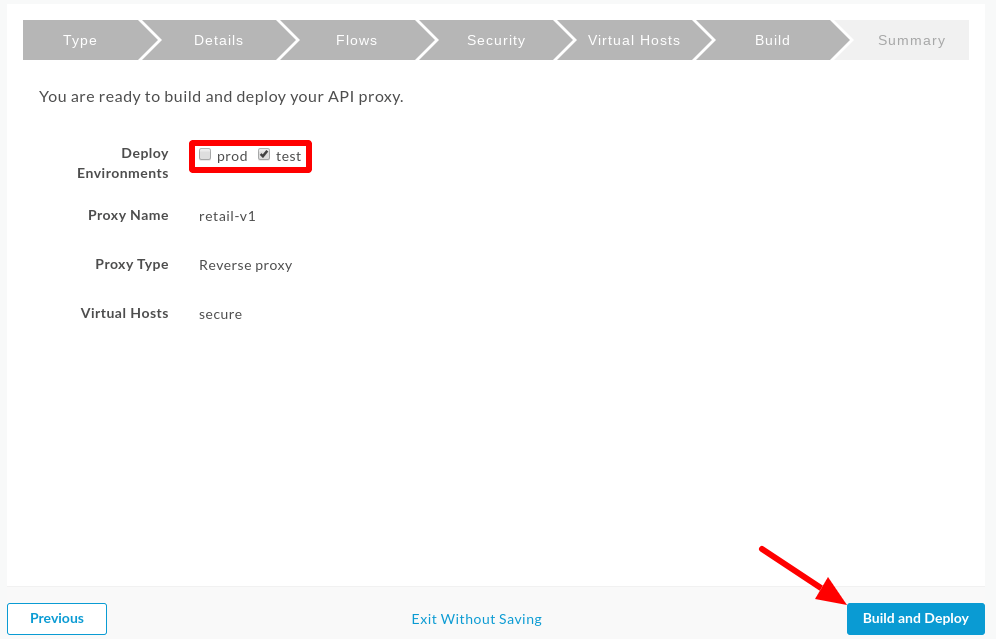 Type Details Flows Security Virtual Hosts Build Summary
You are ready to build and deploy your API proxy.
Deploy Environments prod test
Proxy Name retail-v1
Proxy Type Reverse proxy
Virtual Hosts secure
Previous Exit Without Saving Build and Deploy